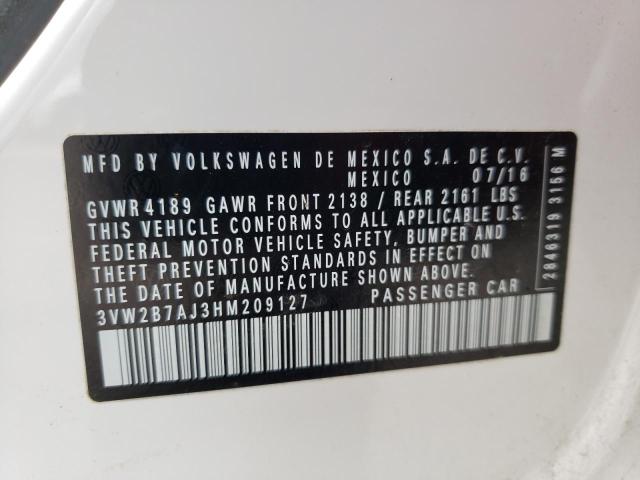 MFD BY VOLKSWAGEN DE MEXICO S.A. DE C.V.
MEXICO 07/16
GVWR 4189 GAWR FRONT 2138 / REAR 2161 LBS
THIS VEHICLE CONFORMS TO ALL APPLICABLE U.S.
FEDERAL MOTOR VEHICLE SAFETY, BUMPER AND
THEFT PREVENTION STANDARDS IN EFFECT ON
THE DATE OF MANUFACTURE SHOWN ABOVE.
3VW2B7AJ3HM209127 PASSENGER CAR
2846319 3156 M